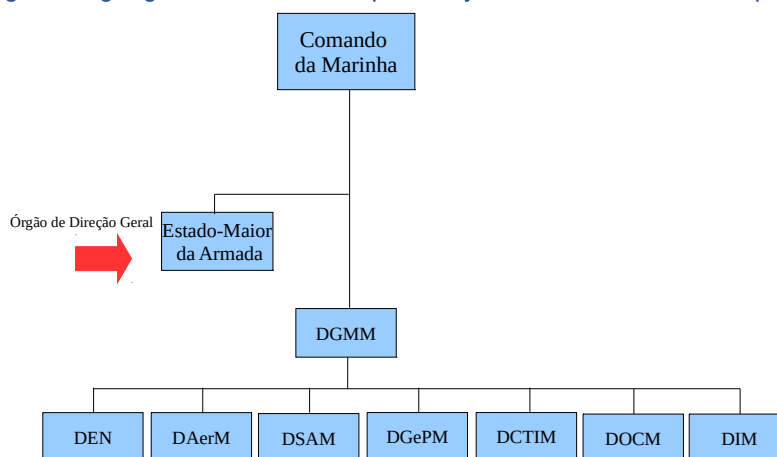 Comando
da Marinha
Órgão de Direção Geral
Estado-Maior
da Armada
DGMM
DEN
DAerM
DSAM
DGePM
DCTIM
DOCM
DIM